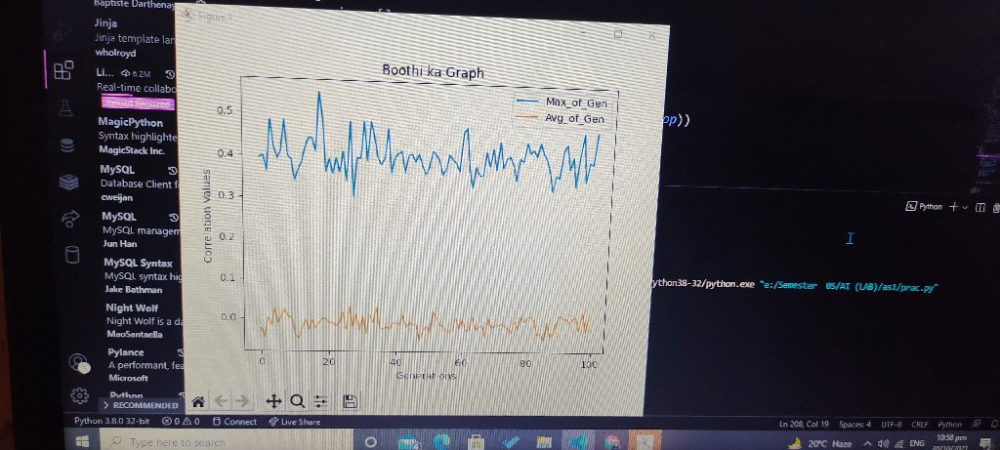 Baptiste Darthenay
Jinja
Jinja template lan
wholroyd
Li... 6.2M
Real-time collabo
Reload Required
MagicPython
Syntax highlighte
MagicStack Inc.
MySQL
Database Client f
cweijan
MySQL
MySQL managem
Jun Han
MySQL Syntax
MySQL syntax hig
Jake Bathman
Night Wolf
Night Wolf is a da
MaoSantaella
Pylance
A performant, fea
Microsoft
Python
RECOMMENDED
Figure 1
Boothi ka Graph
Max_of_Gen
Avg_of_Gen
Correlation Values
0.5
0.4
0.3
0.2
0.1
0.0
0 20 40 60 80 100
Generations
op))
Python
ython38-32/python.exe "e:/Semester 05/AI (LAB)/as1/prac.py"
Python 3.8.0 32-bit 0 0 Connect Live Share
Ln 208, Col 19 Spaces: 4 UTF-8 CRLF Python
Type here to search
20°C Haze ENG 10:58 pm
30/10/2021